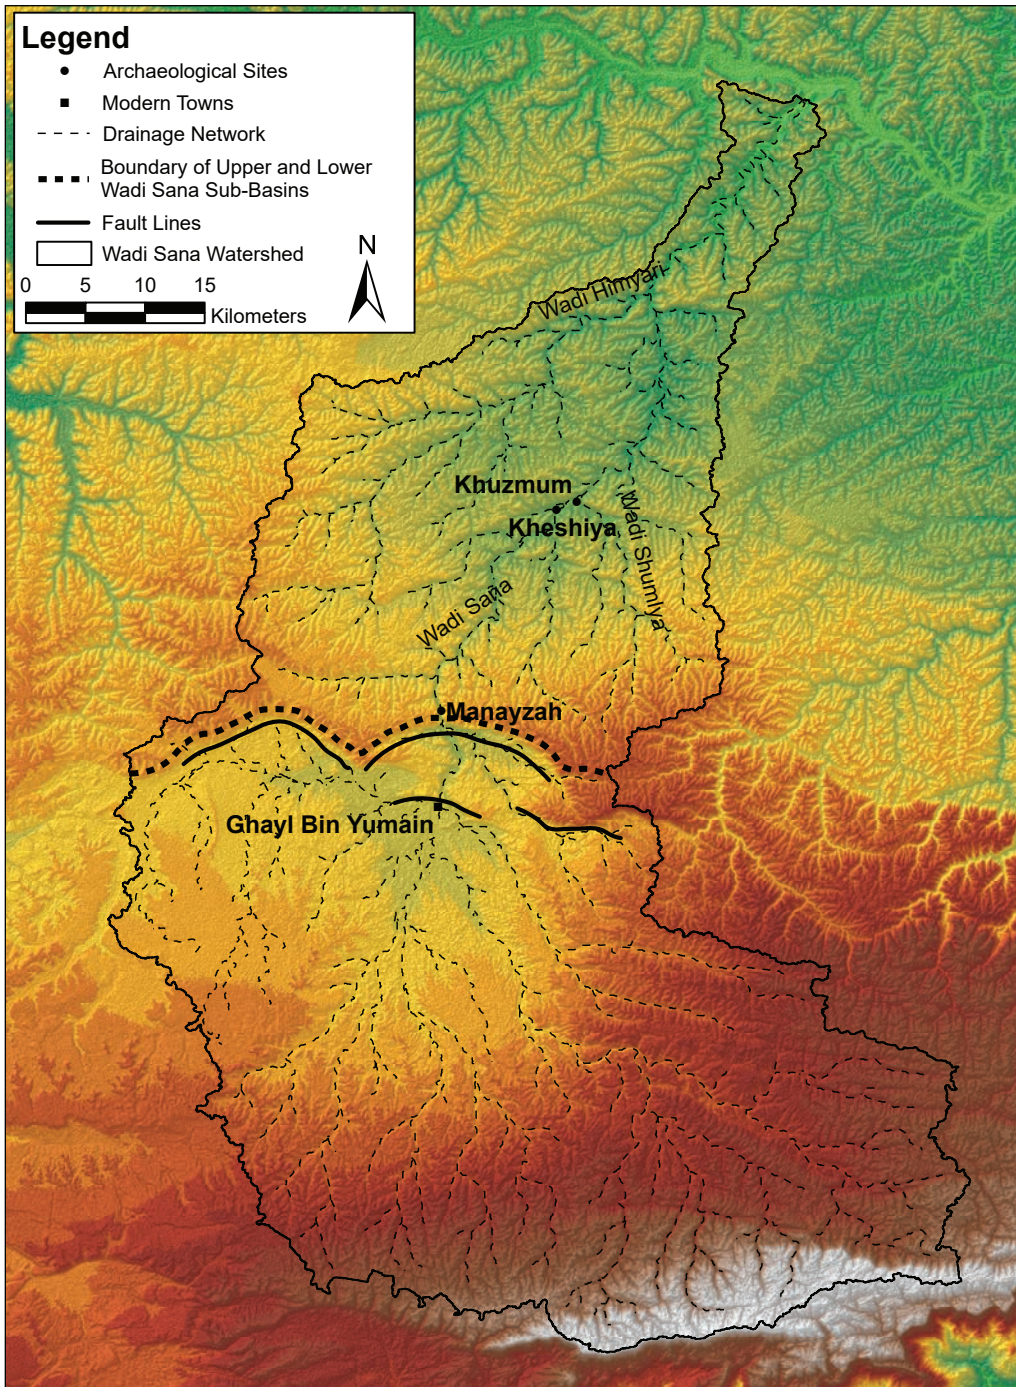 Legend
Archaeological Sites
Modern Towns
Drainage Network
Boundary of Upper and Lower
Wadi Sana Sub-Basins
Fault Lines
Wadi Sana Watershed
0 5 10 15
Kilometers
N
Wadi Himyari
Khuzmum
Kheshiya
Wadi Shumlya
Wadi Sana
Manayzah
Ghayl Bin Yumain